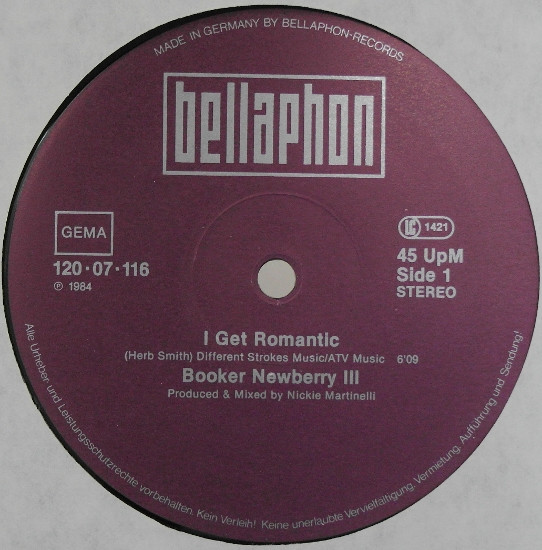 MADE IN GERMANY BY BELLAPHON-RECORDS
bellaphon
GEMA
120·07·116
℗ 1984
LC 1421
45 UpM
Side 1
STEREO
I Get Romantic
(Herb Smith) Different Strokes Music/ATV Music 6'09
Booker Newberry III
Produced & Mixed by Nickie Martinelli
Alle Urheber und Leistungsschutzrechte vorbehalten. Kein Verleih! Keine unerlaubte Vervielfältigung, Vermietung, Aufführung und Sendung!